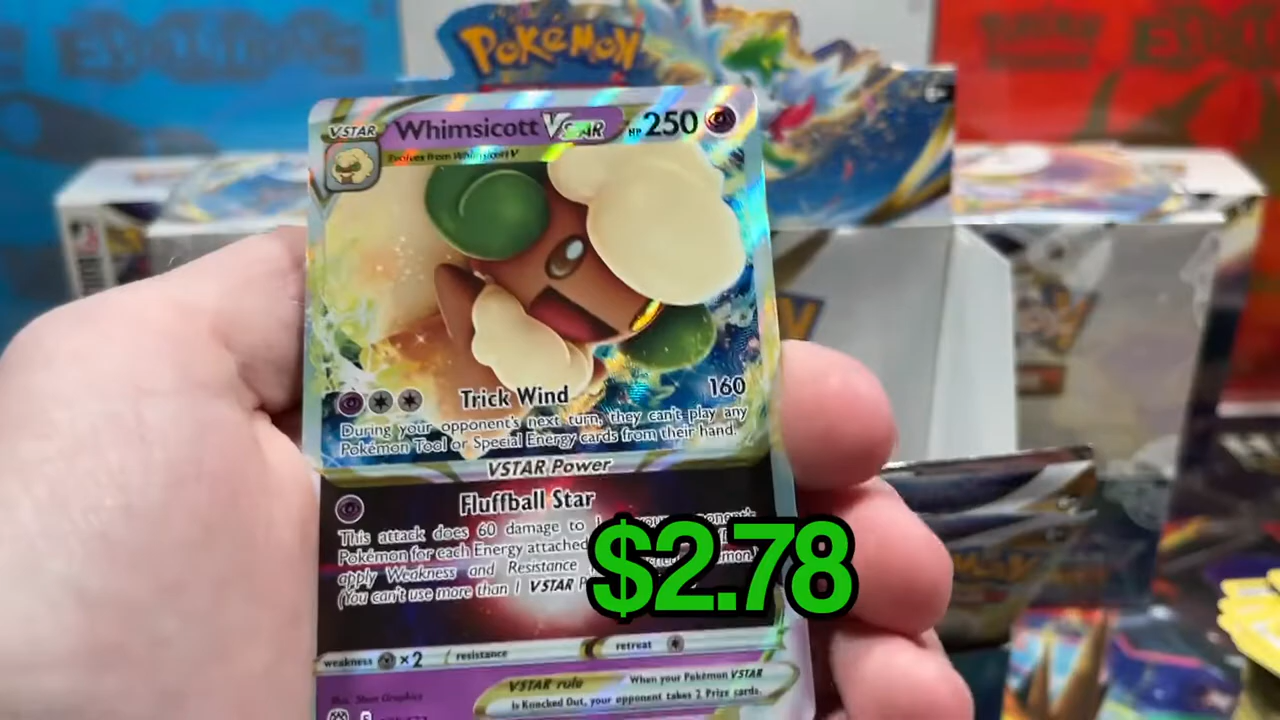 POKéMON
VSTAR Whimsicott VSTAR HP 250
Evolves from Whimsicott V
Trick Wind 160
During your opponent's next turn, they can't play any
Pokémon Tool or Special Energy cards from their hand.
VSTAR Power
Fluffball Star
This attack does 60 damage to
Pokémon for each Energy attached
apply Weakness and Resistance
(You can't use more than 1 VSTAR
$2.78
weakness ×2 resistance retreat
VSTAR rule When your Pokémon VSTAR
is Knocked Out, your opponent takes 2 Prize cards.